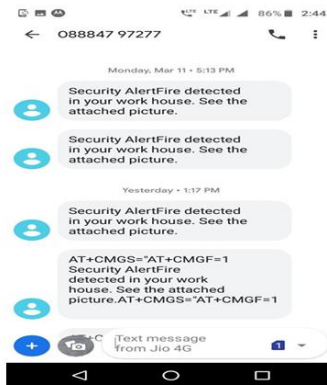 LTE LTE 86% 2:44
088847 97277
Monday, Mar 11 • 5:13 PM
Security AlertFire detected
in your work house. See the
attached picture.
Security AlertFire detected
in your work house. See the
attached picture.
Yesterday • 1:17 PM
Security AlertFire detected
in your work house. See the
attached picture.
AT+CMGS="AT+CMGF=1
Security AlertFire
detected in your work
house. See the attached
picture.AT+CMGS="AT+CMGF=1
Text message
from Jio 4G
1